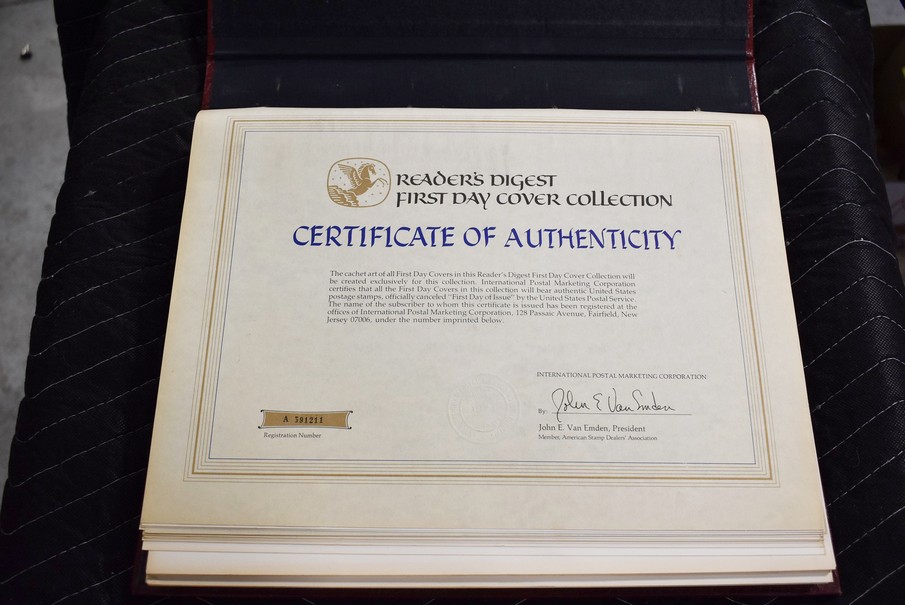 READER'S DIGEST
FIRST DAY COVER COLLECTION
CERTIFICATE OF AUTHENTICITY
The cachet art of all First Day Covers in this Reader's Digest First Day Cover Collection will
be created exclusively for this collection. International Postal Marketing Corporation
certifies that all the First Day Covers in this collection will bear authentic United States
postage stamps, officially canceled "First Day of Issue" by the United States Postal Service.
The name of the subscriber to whom this certificate is issued has been registered at the
offices of International Postal Marketing Corporation, 128 Passaic Avenue, Fairfield, New
Jersey 07006, under the number imprinted below.
INTERNATIONAL POSTAL MARKETING CORPORATION
By: John E Van Emden
John E. Van Emden, President
Member, American Stamp Dealers' Association
A 391211
Registration Number